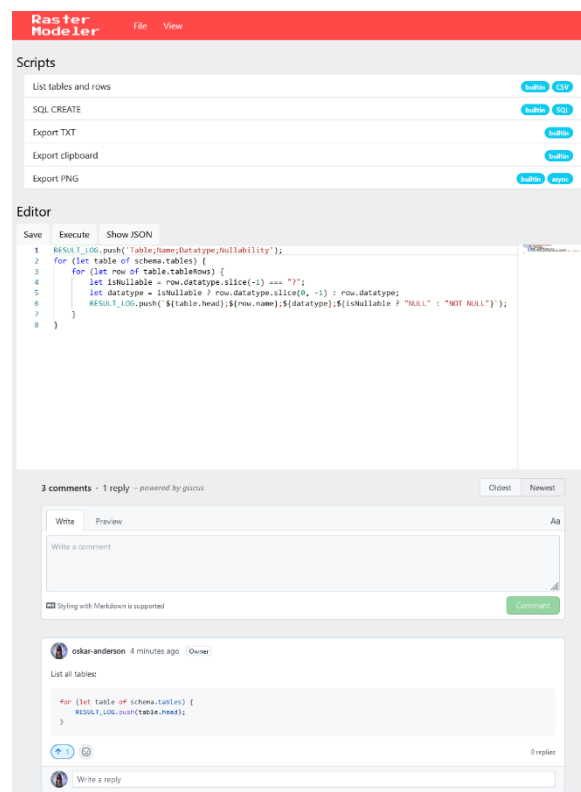 Raster
Modeler
File View
Scripts
List tables and rows builtin CSV
SQL CREATE builtin SQL
Export TXT builtin
Export clipboard builtin
Export PNG builtin async
Editor
Save Execute Show JSON
1 RESULT_LOG.push('Table;Name;Datatype;Nullability');
2 for (let table of schema.tables) {
3 for (let row of table.tableRows) {
4 let isNullable = row.datatype.slice(-1) === "?";
5 let datatype = isNullable ? row.datatype.slice(0, -1) : row.datatype;
6 RESULT_LOG.push(`${table.head};${row.name};${datatype};${isNullable ? "NULL" : "NOT NULL"}`);
7 }
8 }
3 comments · 1 reply – powered by giscus
Oldest Newest
Write Preview Aa
Write a comment
Styling with Markdown is supported
Comment
oskar-anderson 4 minutes ago Owner
List all tables:
for (let table of schema.tables) {
RESULT_LOG.push(table.head);
}
1
0 replies
Write a reply